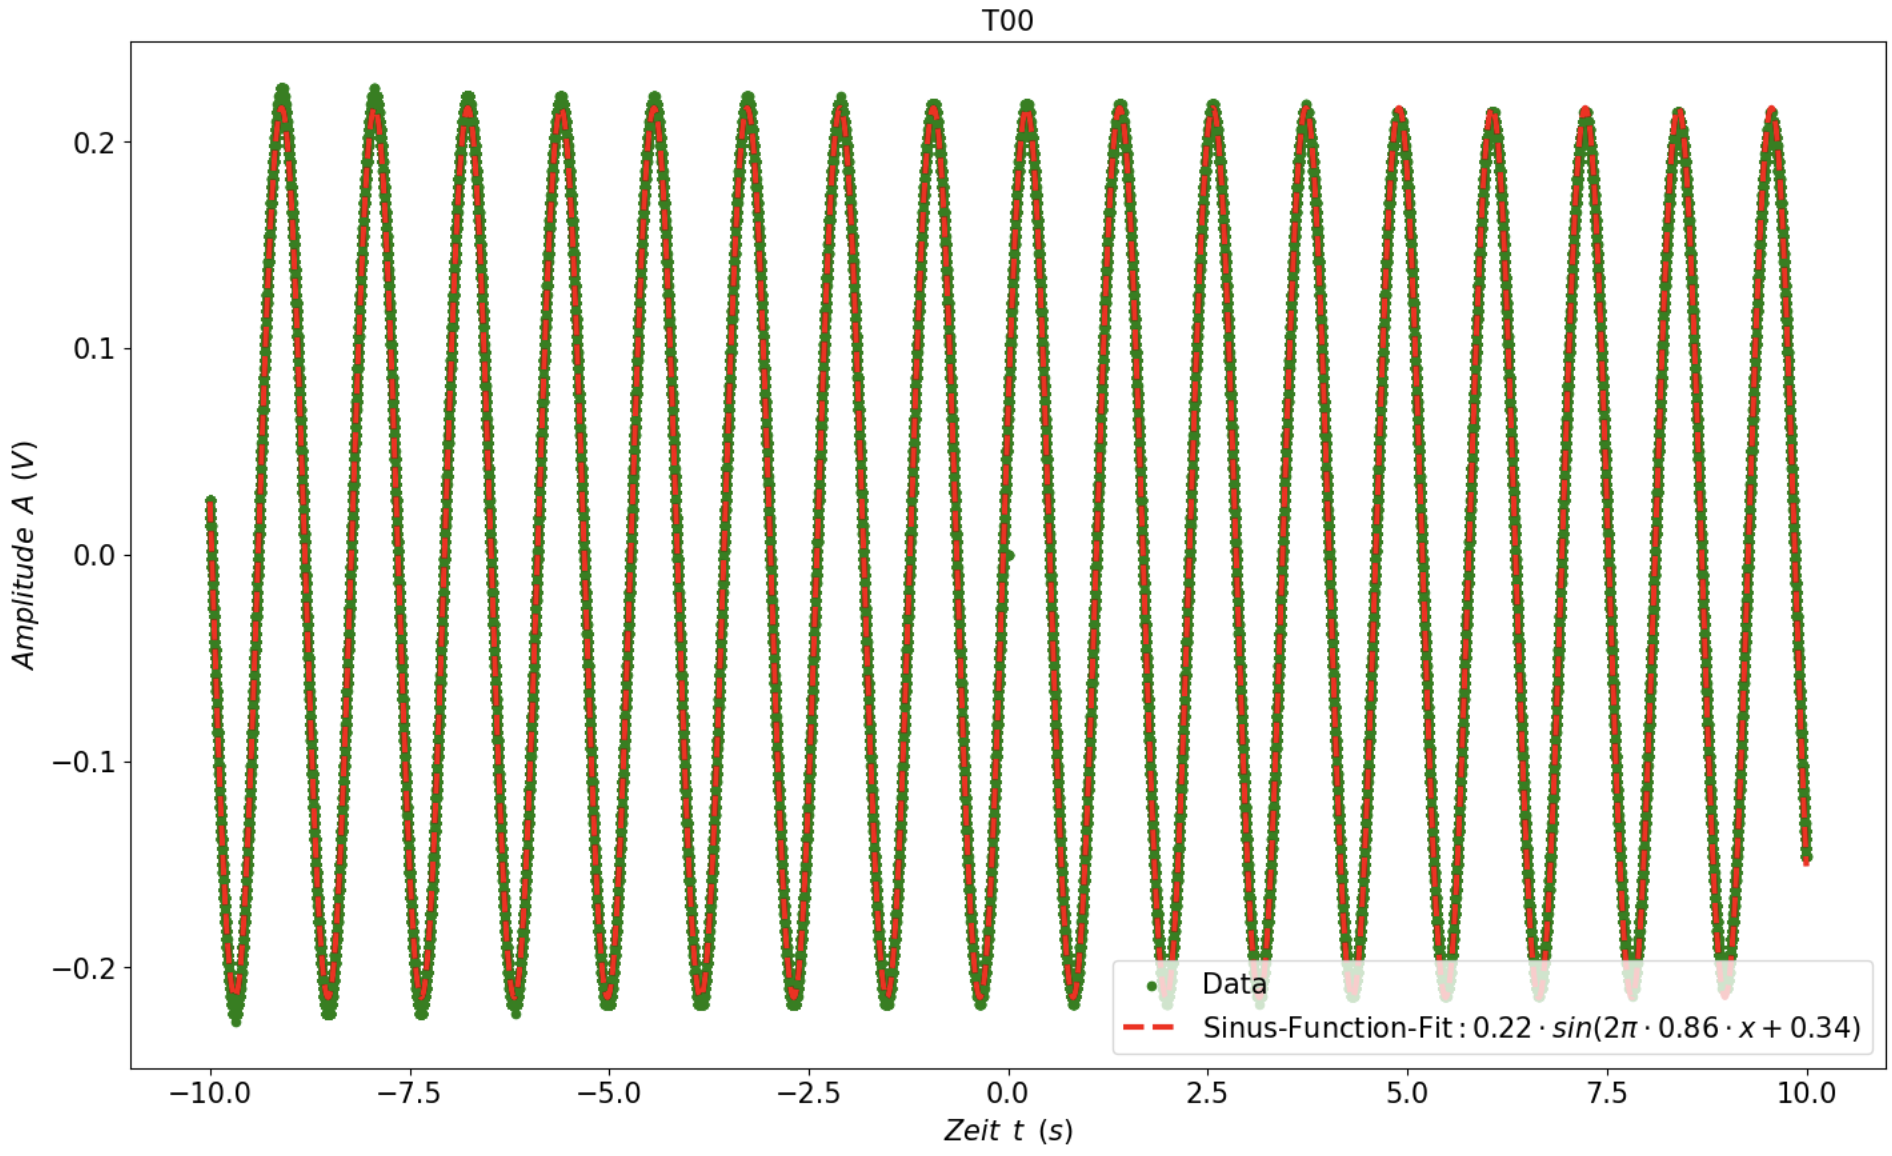 T00
Amplitude A (V)
0.2
0.1
0.0
−0.1
−0.2
Data
Sinus-Function-Fit: 0.22 · sin(2π · 0.86 · x + 0.34)
−10.0 −7.5 −5.0 −2.5 0.0 2.5 5.0 7.5 10.0
Zeit t (s)